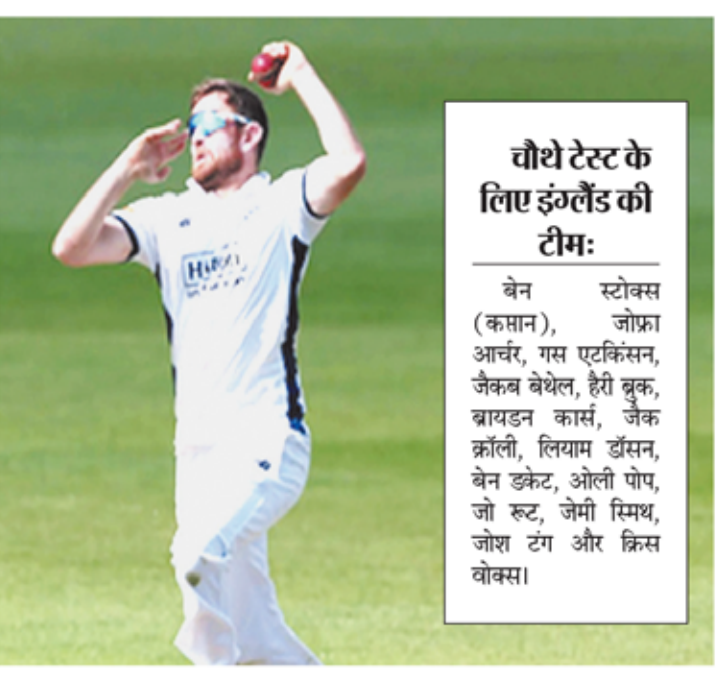 चौथे टेस्ट के
लिए इंग्लैंड की
टीमः
बेन स्टोक्स
(कप्तान), जोफ्रा
आर्चर, गस एटकिंसन,
जैकब बेथेल, हैरी ब्रुक,
ब्रायडन कार्स, जैक
क्रॉली, लियाम डॉसन,
बेन डकेट, ओली पोप,
जो रूट, जेमी स्मिथ,
जोश टंग और क्रिस
वोक्स।